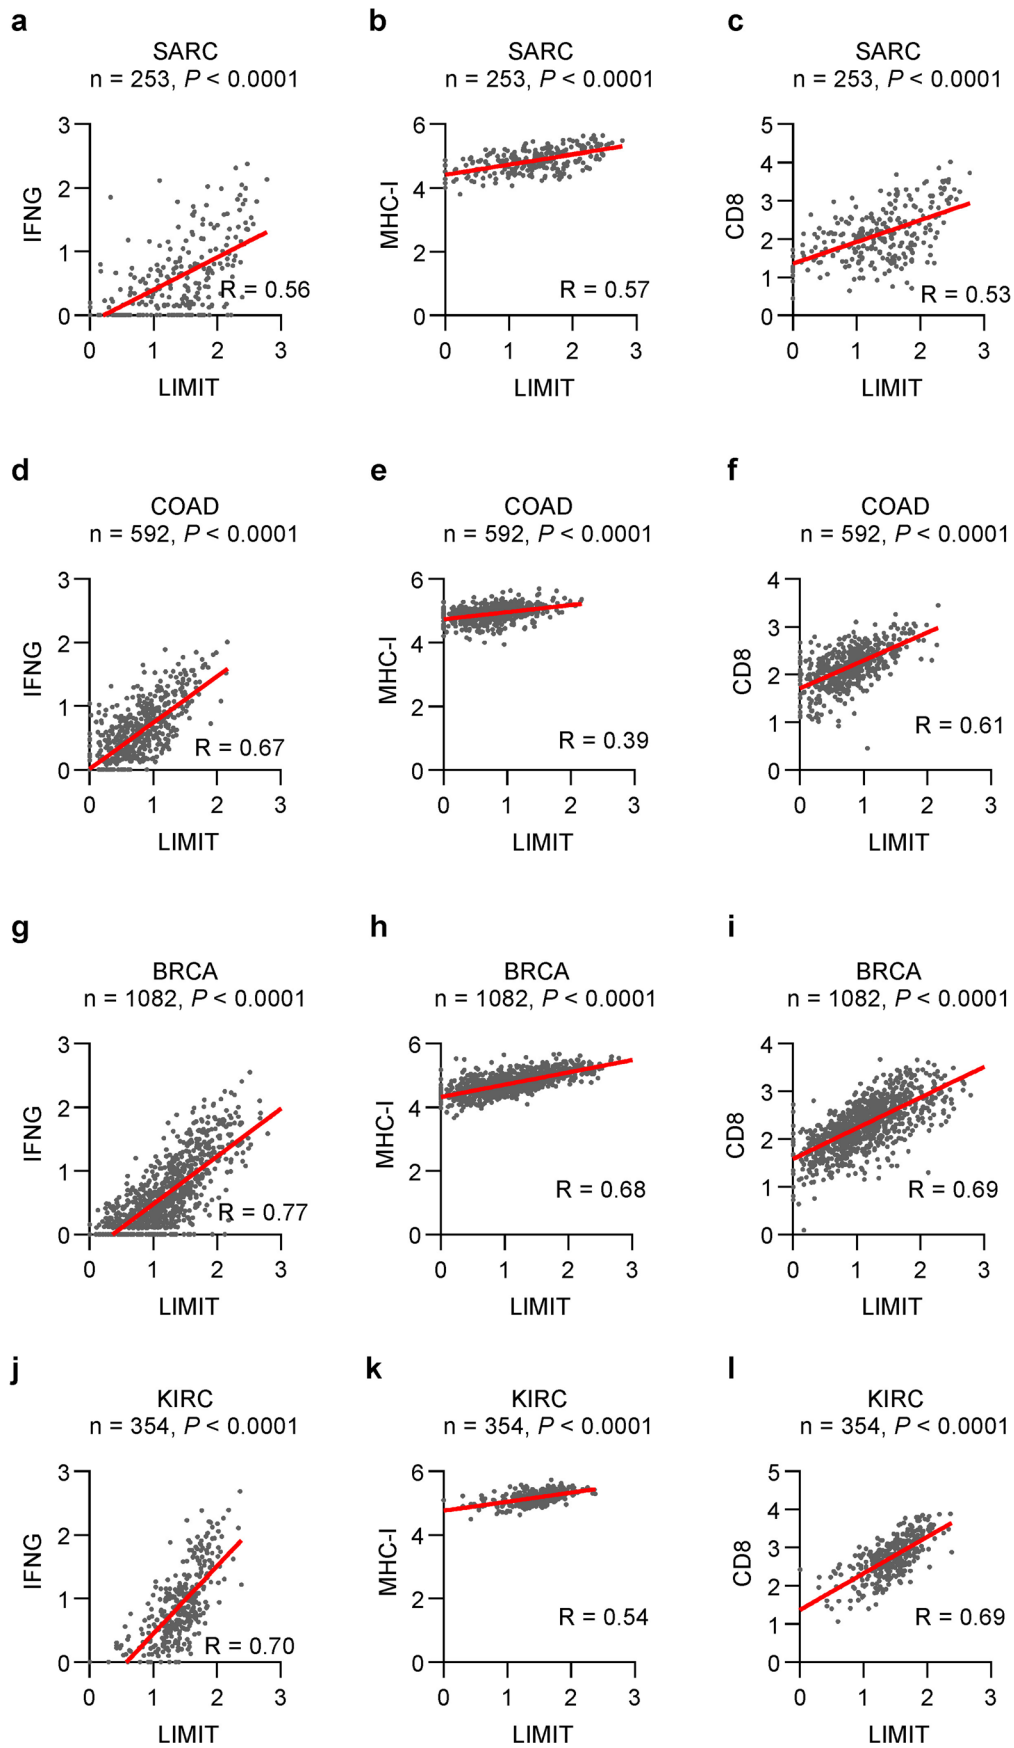 a
SARC
n = 253, P < 0.0001
3
2
1
0
IFNG
R = 0.56
0 1 2 3
LIMIT
b
SARC
n = 253, P < 0.0001
6
4
2
0
MHC-I
R = 0.57
0 1 2 3
LIMIT
c
SARC
n = 253, P < 0.0001
5
4
3
2
1
0
CD8
R = 0.53
0 1 2 3
LIMIT
d
COAD
n = 592, P < 0.0001
3
2
1
0
IFNG
R = 0.67
0 1 2 3
LIMIT
e
COAD
n = 592, P < 0.0001
6
4
2
0
MHC-I
R = 0.39
0 1 2 3
LIMIT
f
COAD
n = 592, P < 0.0001
4
3
2
1
0
CD8
R = 0.61
0 1 2 3
LIMIT
g
BRCA
n = 1082, P < 0.0001
3
2
1
0
IFNG
R = 0.77
0 1 2 3
LIMIT
h
BRCA
n = 1082, P < 0.0001
6
4
2
0
MHC-I
R = 0.68
0 1 2 3
LIMIT
i
BRCA
n = 1082, P < 0.0001
4
3
2
1
0
CD8
R = 0.69
0 1 2 3
LIMIT
j
KIRC
n = 354, P < 0.0001
3
2
1
0
IFNG
R = 0.70
0 1 2 3
LIMIT
k
KIRC
n = 354, P < 0.0001
6
4
2
0
MHC-I
R = 0.54
0 1 2 3
LIMIT
l
KIRC
n = 354, P < 0.0001
5
4
3
2
1
0
CD8
R = 0.69
0 1 2 3
LIMIT